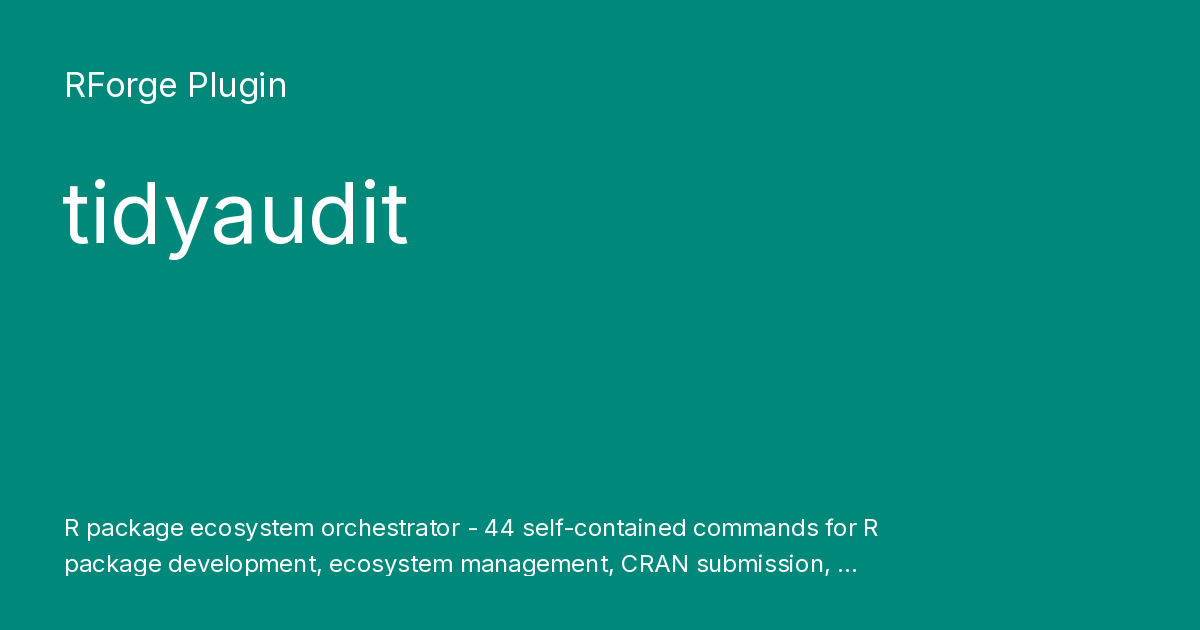 RForge Plugin
tidyaudit
R package ecosystem orchestrator - 44 self-contained commands for R
package development, ecosystem management, CRAN submission, ...